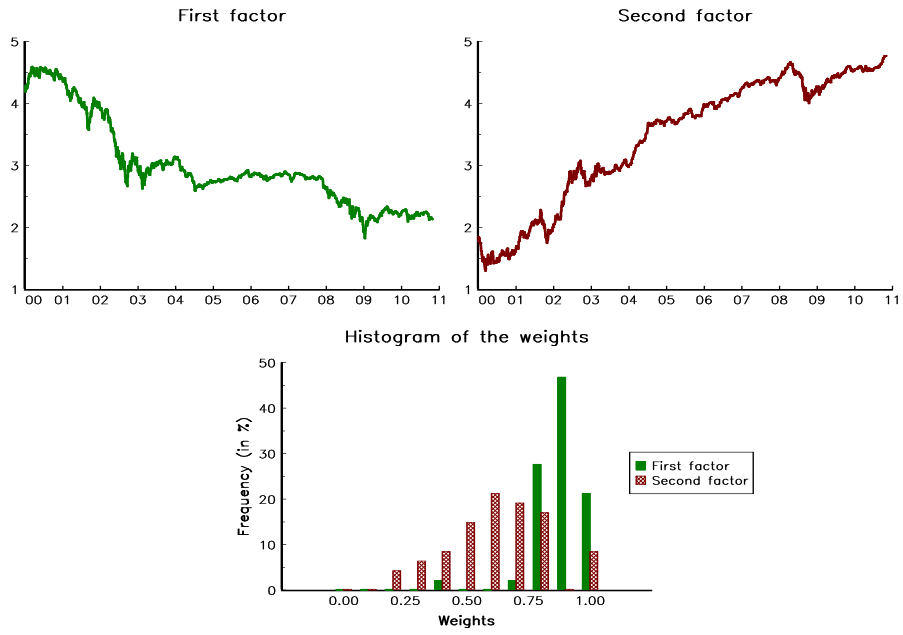 First factor
5
4
3
2
1
00 01 02 03 04 05 06 07 08 09 10 11
Second factor
5
4
3
2
1
00 01 02 03 04 05 06 07 08 09 10 11
Histogram of the weights
Frequency (in %)
50
40
30
20
10
0
0.00 0.25 0.50 0.75 1.00
Weights
First factor
Second factor